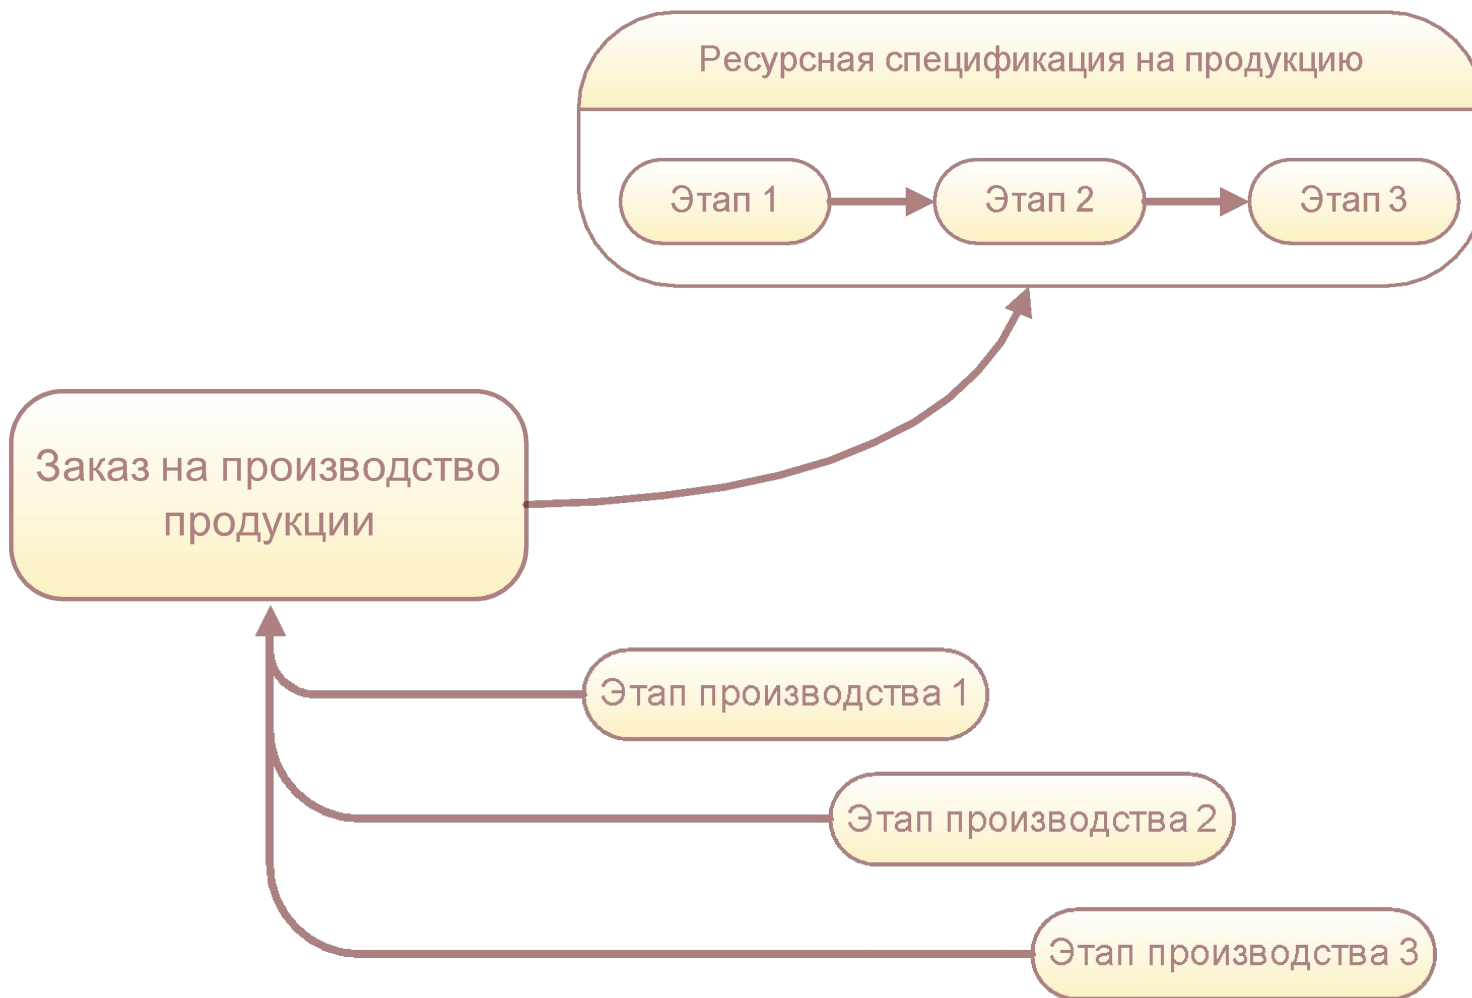 Ресурсная спецификация на продукцию
Этап 1
Этап 2
Этап 3
Заказ на производство
продукции
Этап производства 1
Этап производства 2
Этап производства 3